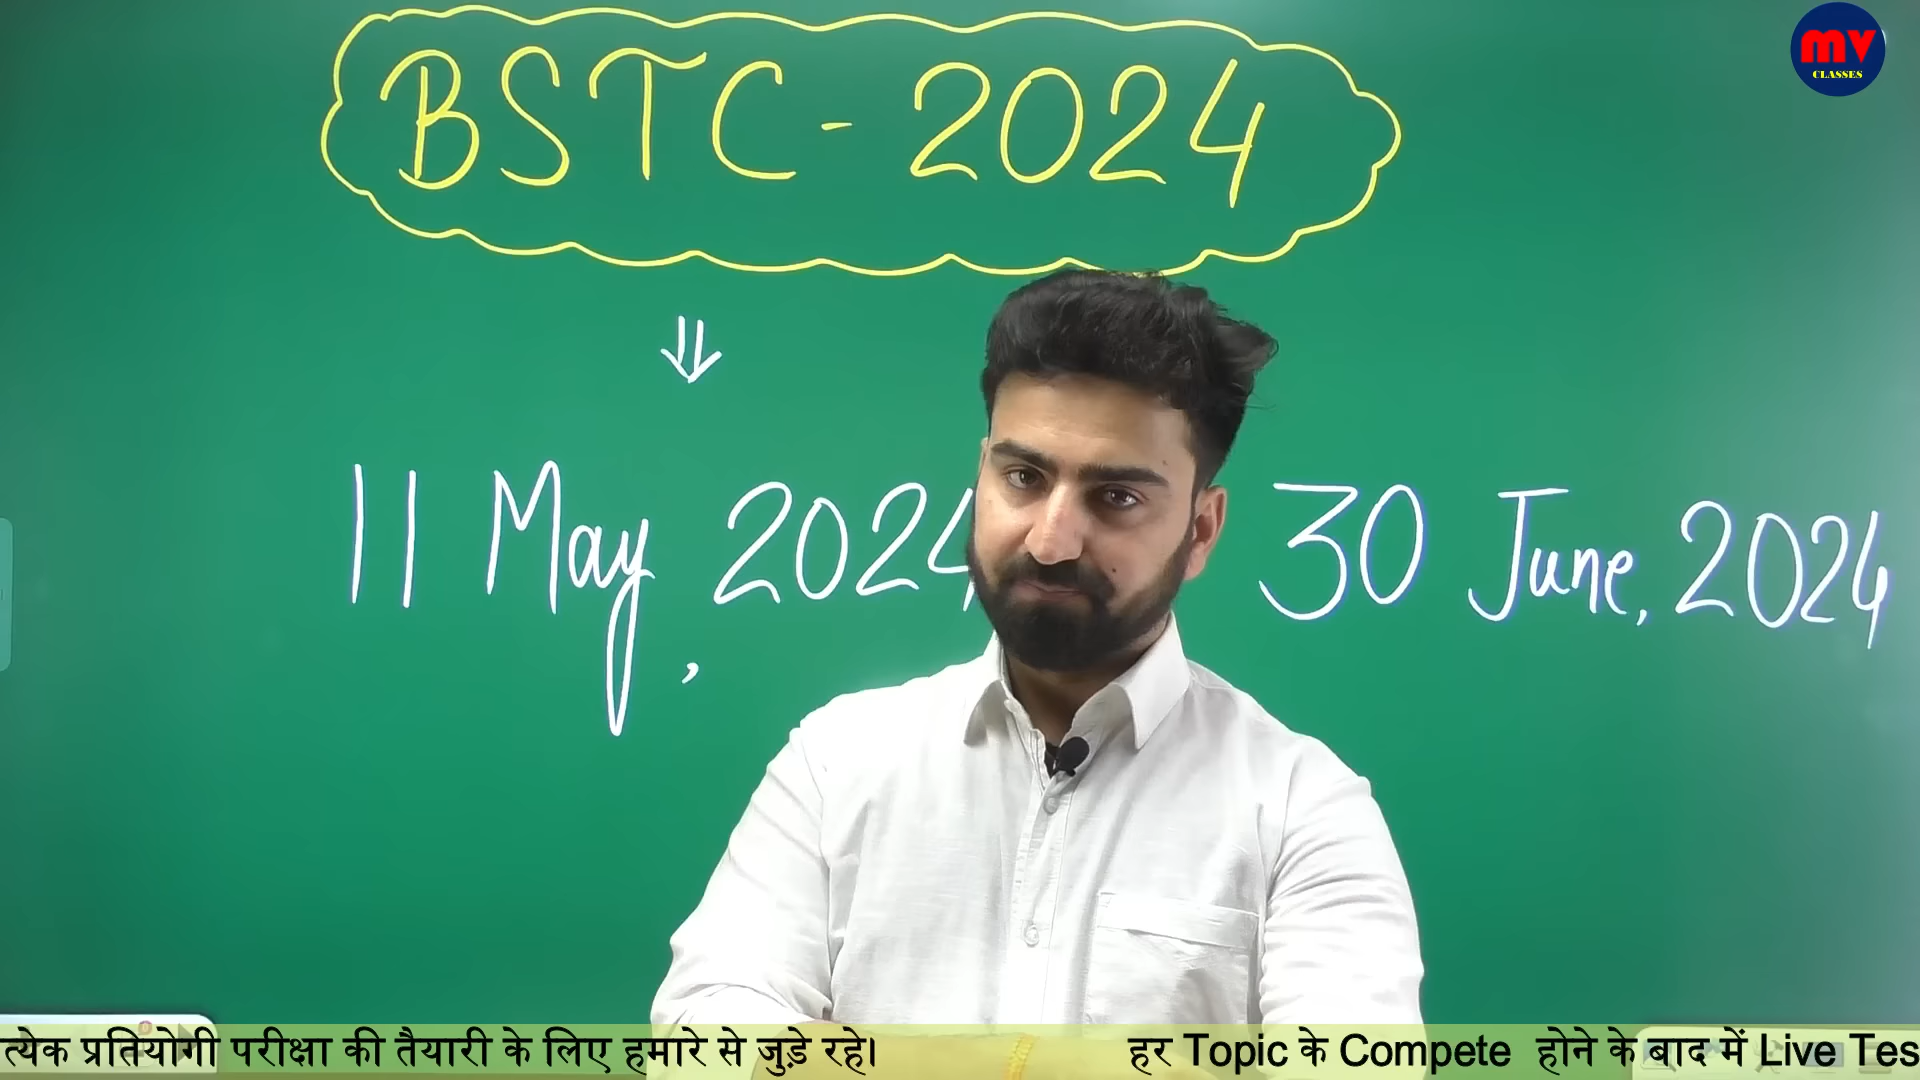 BSTC-2024
mv
CLASSES
11 May, 2024 30 June, 2024
त्येक प्रतियोगी परीक्षा की तैयारी के लिए हमारे से जुड़े रहे। हर Topic के Compete होने के बाद में Live Tes